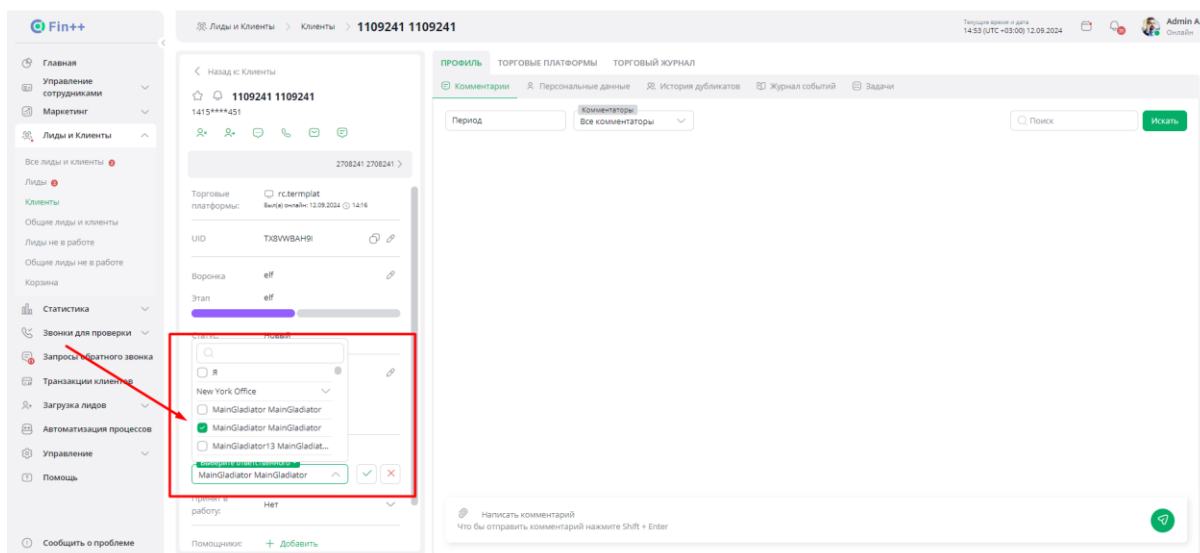 Fin++
Лиды и Клиенты > Клиенты > 1109241 1109241
Текущие время и дата
14:53 (UTC +03:00) 12.09.2024
Admin A
Онлайн
Главная
Управление
сотрудниками
Маркетинг
Лиды и Клиенты
Все лиды и клиенты
Лиды
Клиенты
Общие лиды и клиенты
Лиды не в работе
Общие лиды не в работе
Корзина
Статистика
Звонки для проверки
Запросы обратного звонка
Транзакции клиентов
Загрузка лидов
Автоматизация процессов
Управление
Помощь
Сообщить о проблеме
Назад к: Клиенты
1109241 1109241
1415****451
2708241 2708241 >
Торговые
платформы:
rc.termplat
Был(а) онлайн: 12.09.2024 14:16
UID
TX8VWBAH9I
Воронка
elf
Этап
elf
Статус
Новый
Я
New York Office
MainGladiator MainGladiator
MainGladiator MainGladiator
MainGladiator13 MainGladiat...
Выберите ответственного
MainGladiator MainGladiator
Принят в
работу:
Нет
Помощники:
+ Добавить
ПРОФИЛЬ
ТОРГОВЫЕ ПЛАТФОРМЫ
ТОРГОВЫЙ ЖУРНАЛ
Комментарии
Персональные данные
История дубликатов
Журнал событий
Задачи
Период
Комментаторы
Все комментаторы
Поиск
Искать
Написать комментарий
Что бы отправить комментарий нажмите Shift + Enter